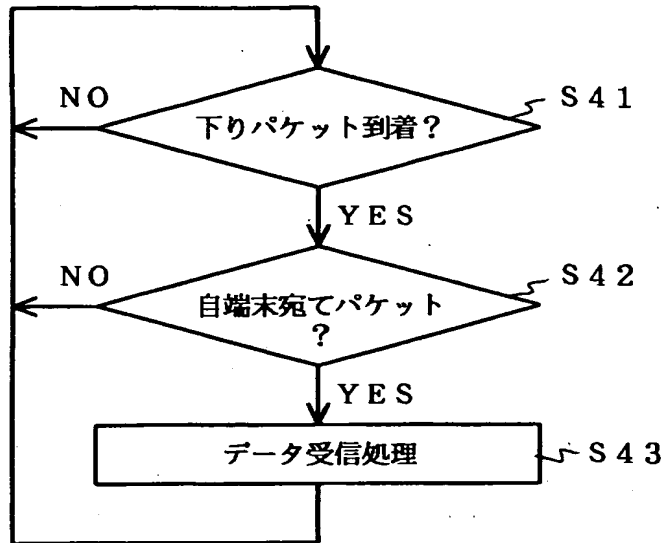 NO
下りパケット到着?
S41
YES
NO
自端末宛てパケット
?
S42
YES
データ受信処理
S43